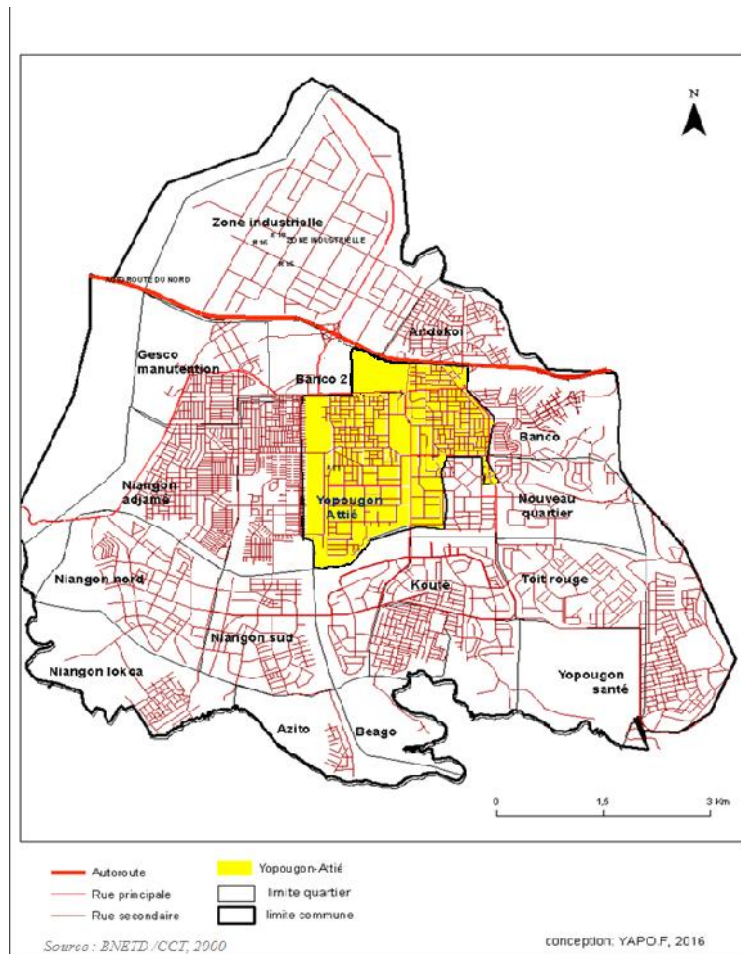 N
Zone industrielle
ZONE INDUSTRIELLE
AUTOROUTE DU NORD
Andokoi
Gesco
manutention
Banco 2
Banco
Niangon
adjamé
Yopougon
Attié
Nouveau
quartier
Niangon nord
Kouté
Toit rouge
Niangon sud
Niangon lokoa
Yopougon
santé
Azito
Beago
0 1,5 3 Km
Autoroute
Yopougon-Attié
Rue principale
limite quartier
Rue secondaire
limite commune
Source : BNETD /CCT, 2000
conception: YAPO.F, 2016